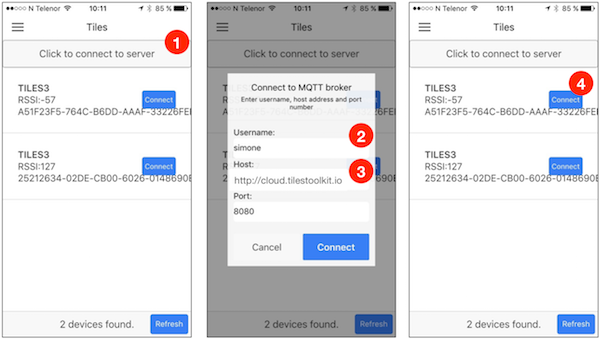 N Telenor 10:11 85 %
Tiles
Click to connect to server
1
TILES3
RSSI:-57
Connect
A51F23F5-764C-B6DD-AAAF-33226FEF
TILES3
RSSI:127
Connect
25212634-02DE-CB00-6026-0148690E
2 devices found.
Refresh
N Telenor 10:11 85 %
Tiles
Click to connect to server
Connect to MQTT broker
Enter username, host address and port
number
Username:
2
simone
Host:
3
http://cloud.tilestoolkit.io
Port:
8080
Cancel
Connect
2 devices found.
Refresh
N Telenor 10:11 85 %
Tiles
Click to connect to server
4
TILES3
RSSI:-57
Connect
A51F23F5-764C-B6DD-AAAF-33226FEF
TILES3
RSSI:127
Connect
25212634-02DE-CB00-6026-0148690E
2 devices found.
Refresh